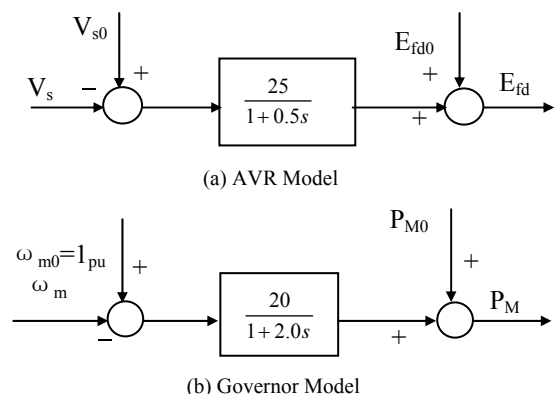 V_s0
V_s
−
+
25
1+0.5s
E_fd0
+
+
E_fd
(a) AVR Model
ω_m0=1_pu
ω_m
+
−
20
1+2.0s
P_M0
+
+
P_M
(b) Governor Model